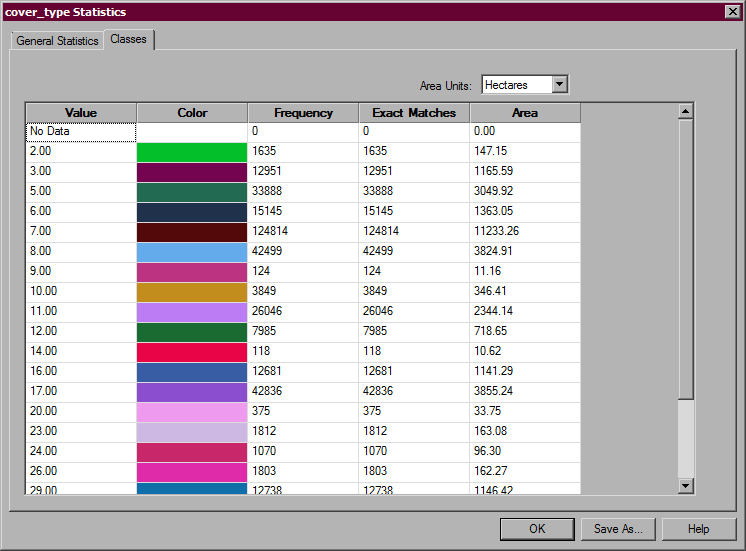 cover_type Statistics
General Statistics Classes
Area Units: Hectares
Value Color Frequency Exact Matches Area
No Data 0 0 0.00
2.00 1635 1635 147.15
3.00 12951 12951 1165.59
5.00 33888 33888 3049.92
6.00 15145 15145 1363.05
7.00 124814 124814 11233.26
8.00 42499 42499 3824.91
9.00 124 124 11.16
10.00 3849 3849 346.41
11.00 26046 26046 2344.14
12.00 7985 7985 718.65
14.00 118 118 10.62
16.00 12681 12681 1141.29
17.00 42836 42836 3855.24
20.00 375 375 33.75
23.00 1812 1812 163.08
24.00 1070 1070 96.30
26.00 1803 1803 162.27
29.00 12738 12738 1146.42
OK Save As... Help